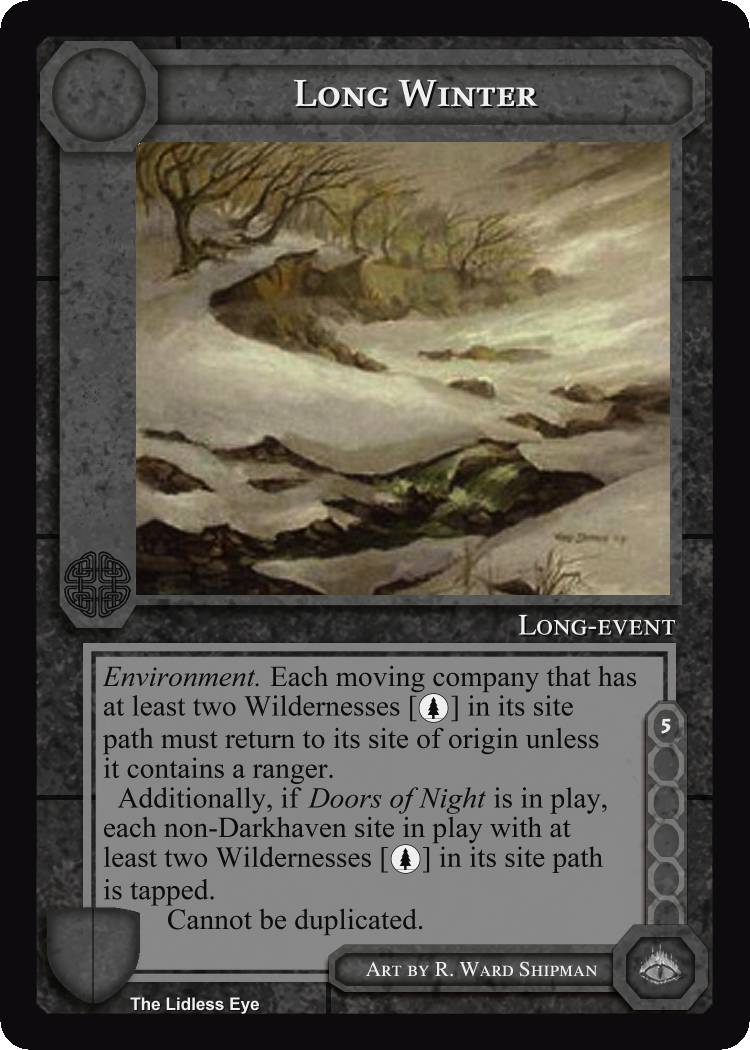 Long Winter
Long-event
Environment. Each moving company that has
at least two Wildernesses [ ] in its site
path must return to its site of origin unless
it contains a ranger.
Additionally, if Doors of Night is in play,
each non-Darkhaven site in play with at
least two Wildernesses [ ] in its site path
is tapped.
Cannot be duplicated.
5
Art by R. Ward Shipman
The Lidless Eye